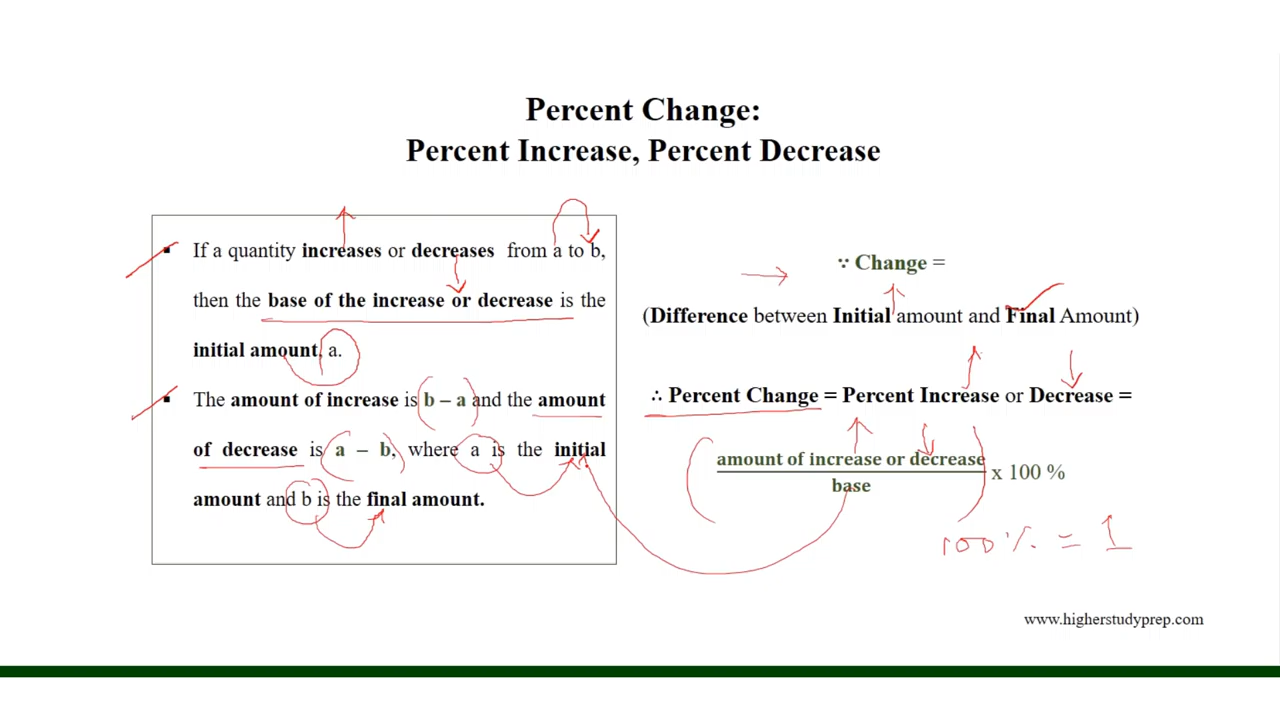 Percent Change:
Percent Increase, Percent Decrease
▪ If a quantity increases or decreases from a to b,
then the base of the increase or decrease is the
initial amount, a.
▪ The amount of increase is b – a and the amount
of decrease is a – b, where a is the initial
amount and b is the final amount.
∵ Change =
(Difference between Initial amount and Final Amount)
∴ Percent Change = Percent Increase or Decrease =
amount of increase or decrease
base
x 100 %
100% = 1
www.higherstudyprep.com